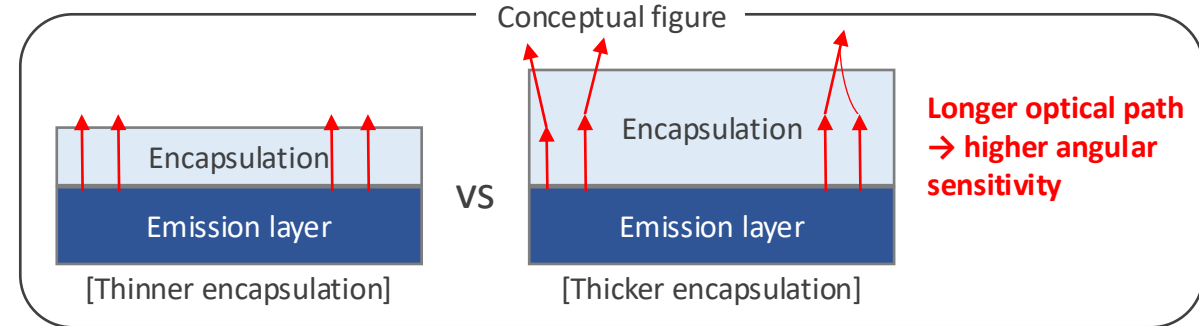 Conceptual figure
Encapsulation
Emission layer
[Thinner encapsulation]
vs
Encapsulation
Emission layer
[Thicker encapsulation]
Longer optical path
→ higher angular
sensitivity